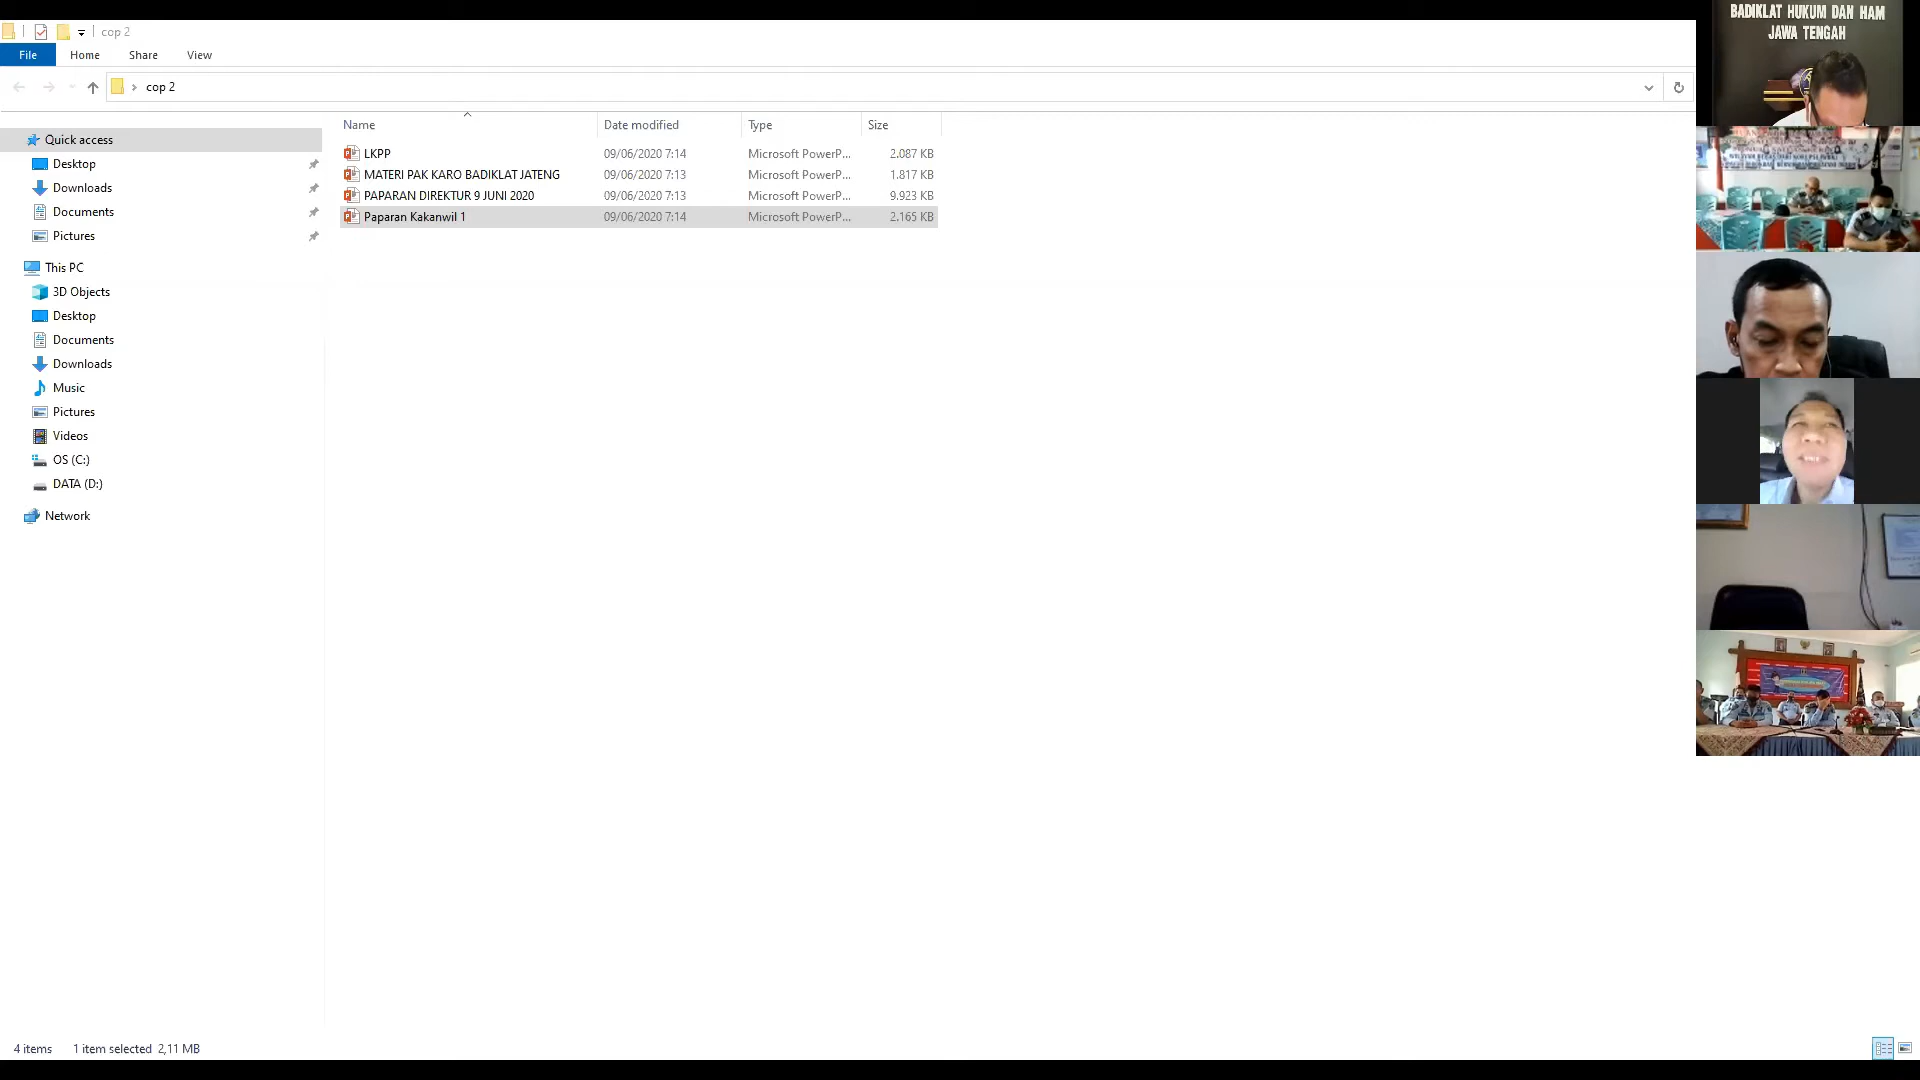 cop 2
File Home Share View
cop 2
Name Date modified Type Size
Quick access
Desktop
Downloads
Documents
Pictures
This PC
3D Objects
Desktop
Documents
Downloads
Music
Pictures
Videos
OS (C:)
DATA (D:)
Network
LKPP 09/06/2020 7:14 Microsoft PowerP... 2.087 KB
MATERI PAK KARO BADIKLAT JATENG 09/06/2020 7:13 Microsoft PowerP... 1.817 KB
PAPARAN DIREKTUR 9 JUNI 2020 09/06/2020 7:13 Microsoft PowerP... 9.923 KB
Paparan Kakanwil 1 09/06/2020 7:14 Microsoft PowerP... 2.165 KB
4 items 1 item selected 2,11 MB
BADIKLAT HUKUM DAN HAM
JAWA TENGAH